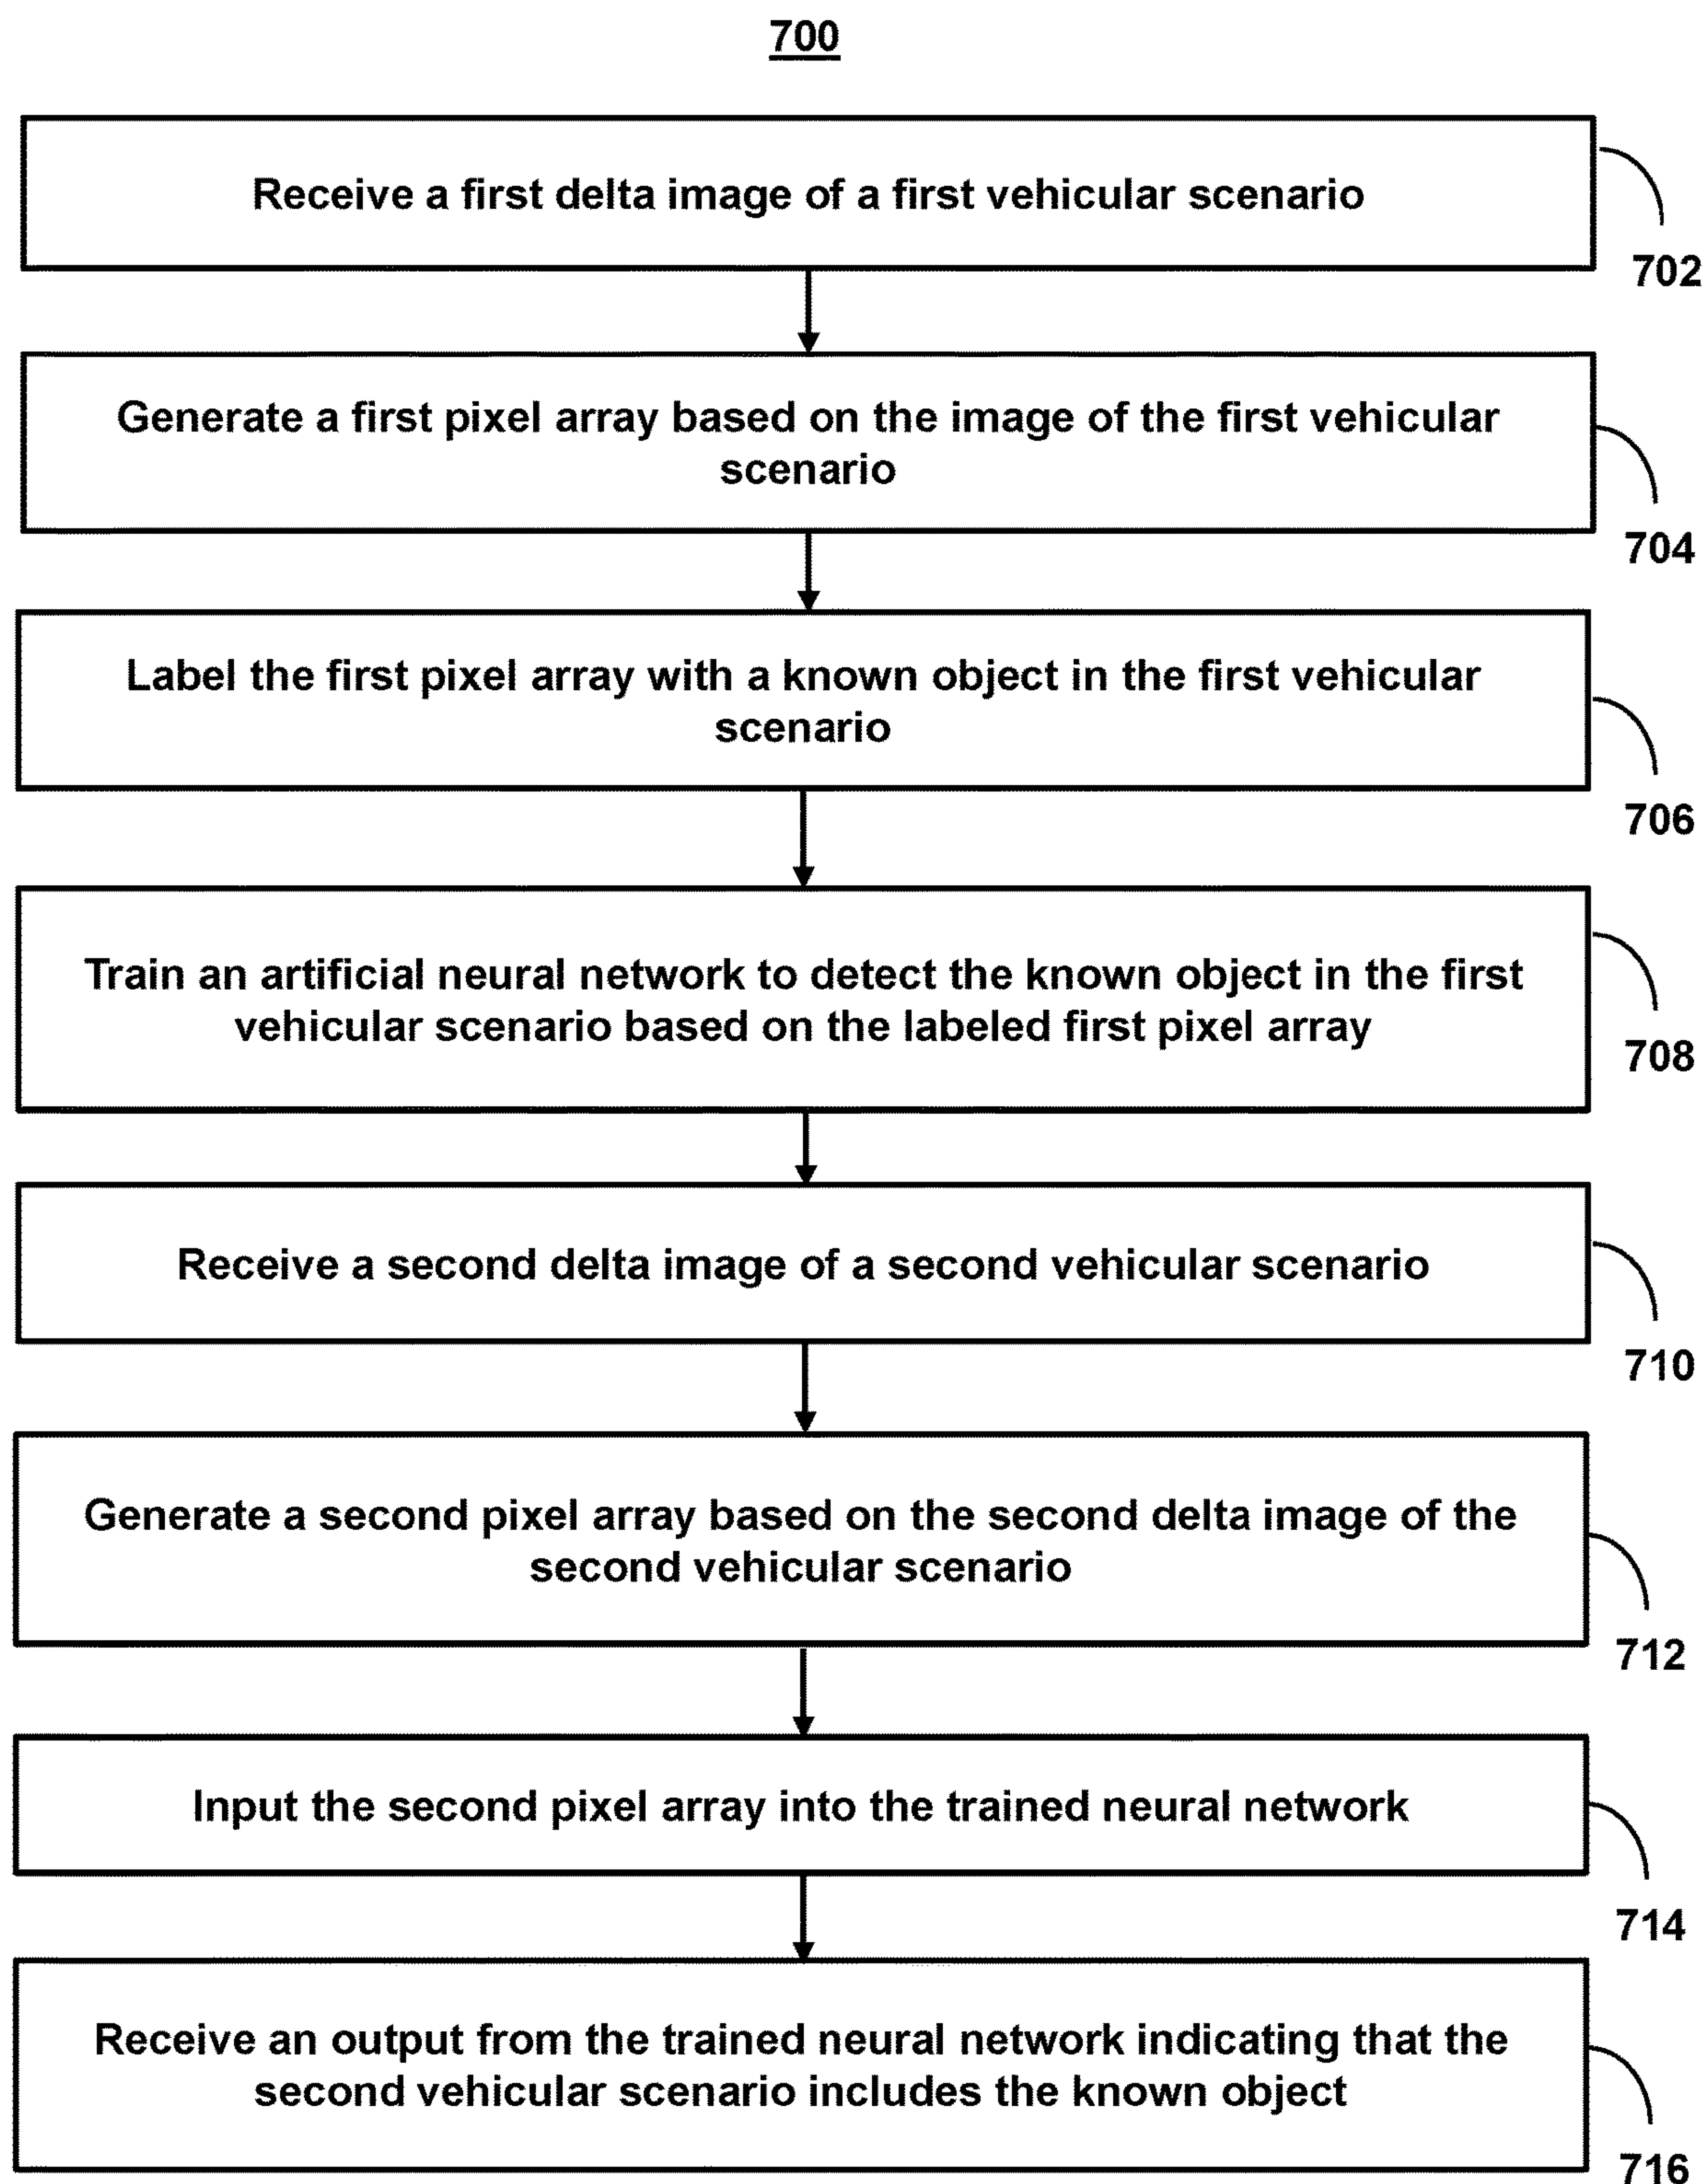 700
Receive a first delta image of a first vehicular scenario
702
Generate a first pixel array based on the image of the first vehicular
scenario
704
Label the first pixel array with a known object in the first vehicular
scenario
706
Train an artificial neural network to detect the known object in the first
vehicular scenario based on the labeled first pixel array
708
Receive a second delta image of a second vehicular scenario
710
Generate a second pixel array based on the second delta image of the
second vehicular scenario
712
Input the second pixel array into the trained neural network
714
Receive an output from the trained neural network indicating that the
second vehicular scenario includes the known object
716